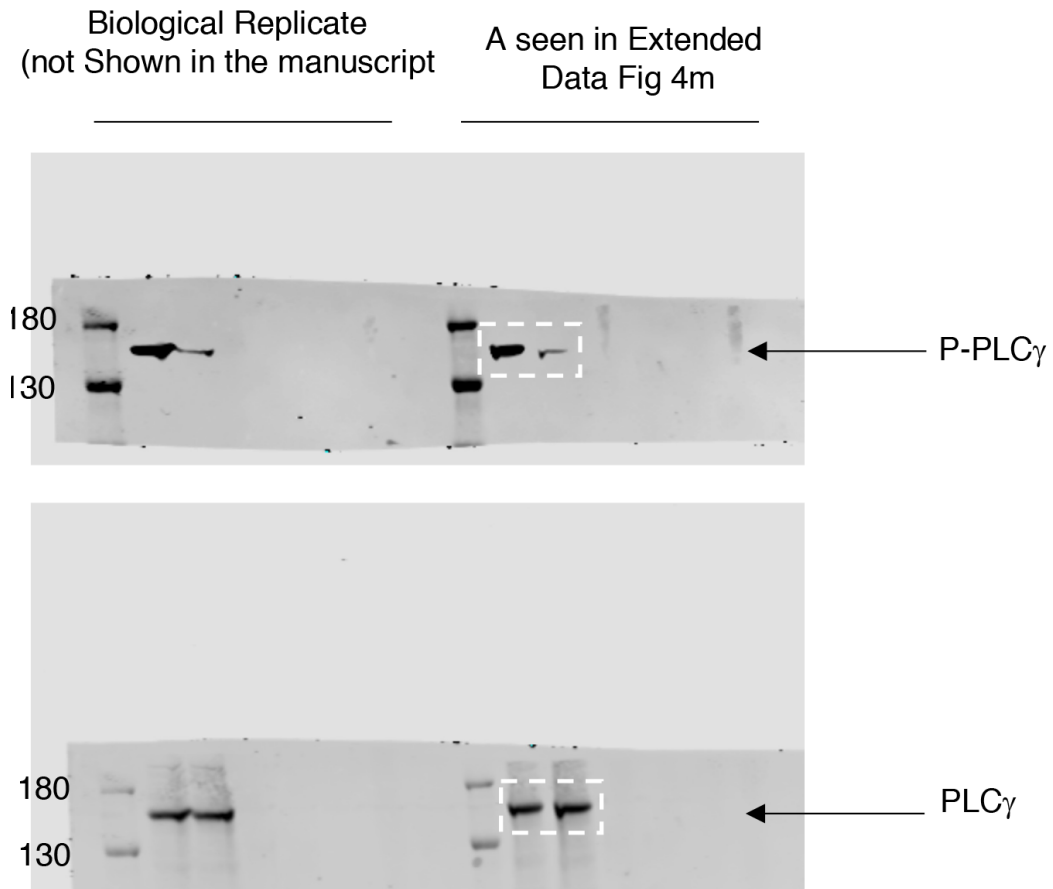 Biological Replicate
(not Shown in the manuscript
A seen in Extended
Data Fig 4m
180
130
P-PLCγ
180
130
PLCγ